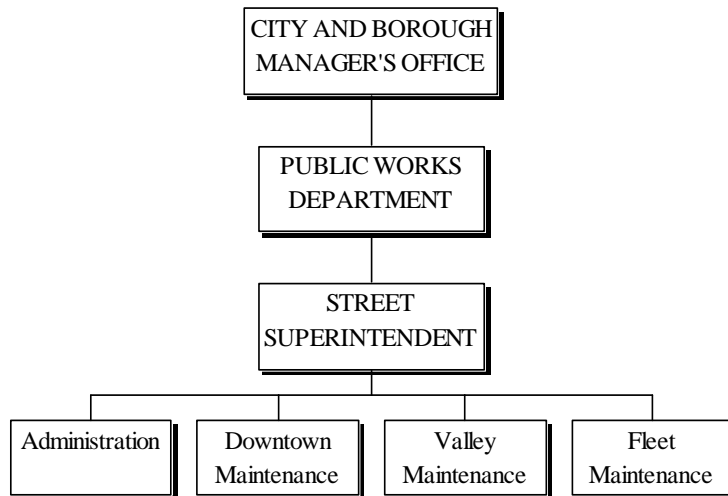 CITY AND BOROUGH
MANAGER'S OFFICE
PUBLIC WORKS
DEPARTMENT
STREET
SUPERINTENDENT
Administration
Downtown
Maintenance
Valley
Maintenance
Fleet
Maintenance